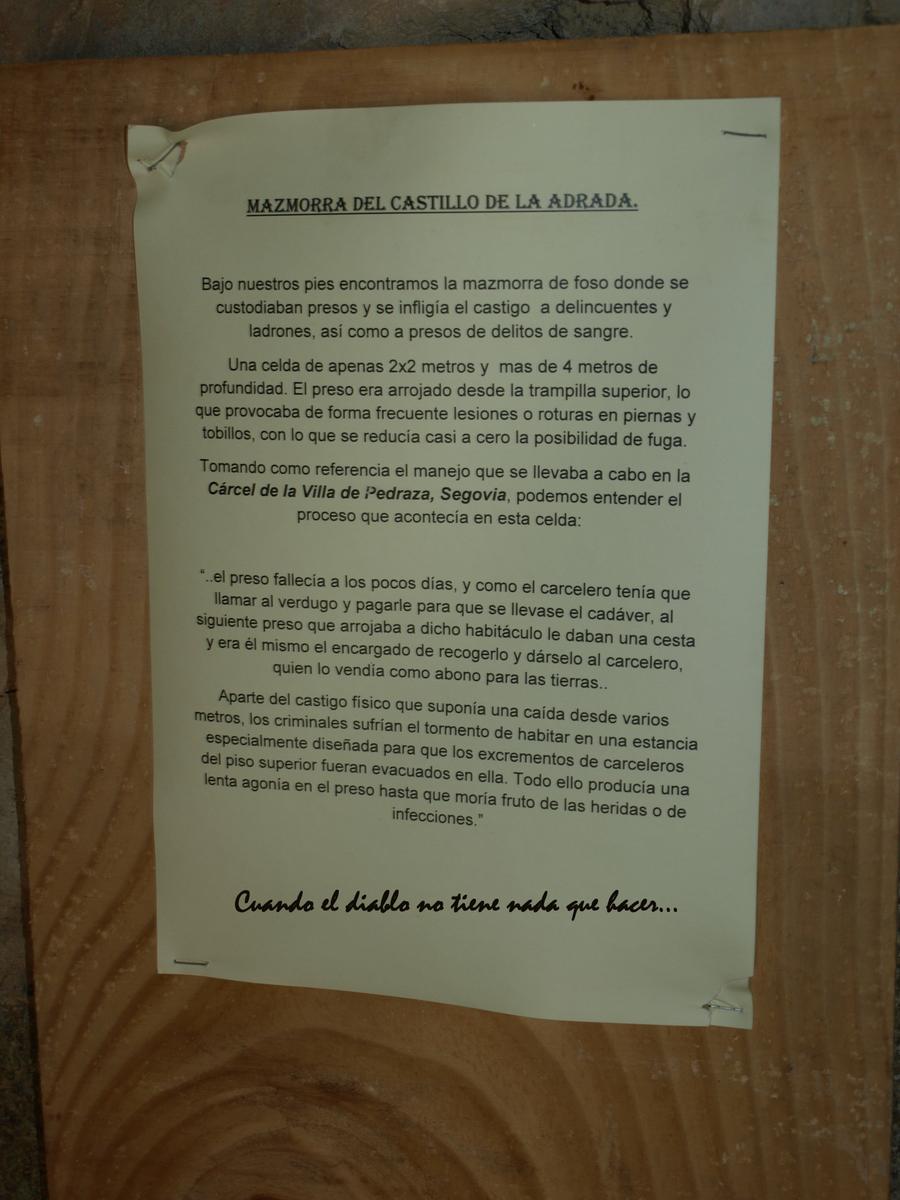 MAZMORRA DEL CASTILLO DE LA ADRADA.
Bajo nuestros pies encontramos la mazmorra de foso donde se
custodiaban presos y se infligía el castigo a delincuentes y
ladrones, así como a presos de delitos de sangre.
Una celda de apenas 2x2 metros y mas de 4 metros de
profundidad. El preso era arrojado desde la trampilla superior, lo
que provocaba de forma frecuente lesiones o roturas en piernas y
tobillos, con lo que se reducía casi a cero la posibilidad de fuga.
Tomando como referencia el manejo que se llevaba a cabo en la
Cárcel de la Villa de Pedraza, Segovia, podemos entender el
proceso que acontecía en esta celda:
“..el preso fallecía a los pocos días, y como el carcelero tenía que
llamar al verdugo y pagarle para que se llevase el cadáver, al
siguiente preso que arrojaba a dicho habitáculo le daban una cesta
y era él mismo el encargado de recogerlo y dárselo al carcelero,
quien lo vendía como abono para las tierras..
Aparte del castigo físico que suponía una caída desde varios
metros, los criminales sufrían el tormento de habitar en una estancia
especialmente diseñada para que los excrementos de carceleros
del piso superior fueran evacuados en ella. Todo ello producía una
lenta agonía en el preso hasta que moría fruto de las heridas o de
infecciones.”
Cuando el diablo no tiene nada que hacer...